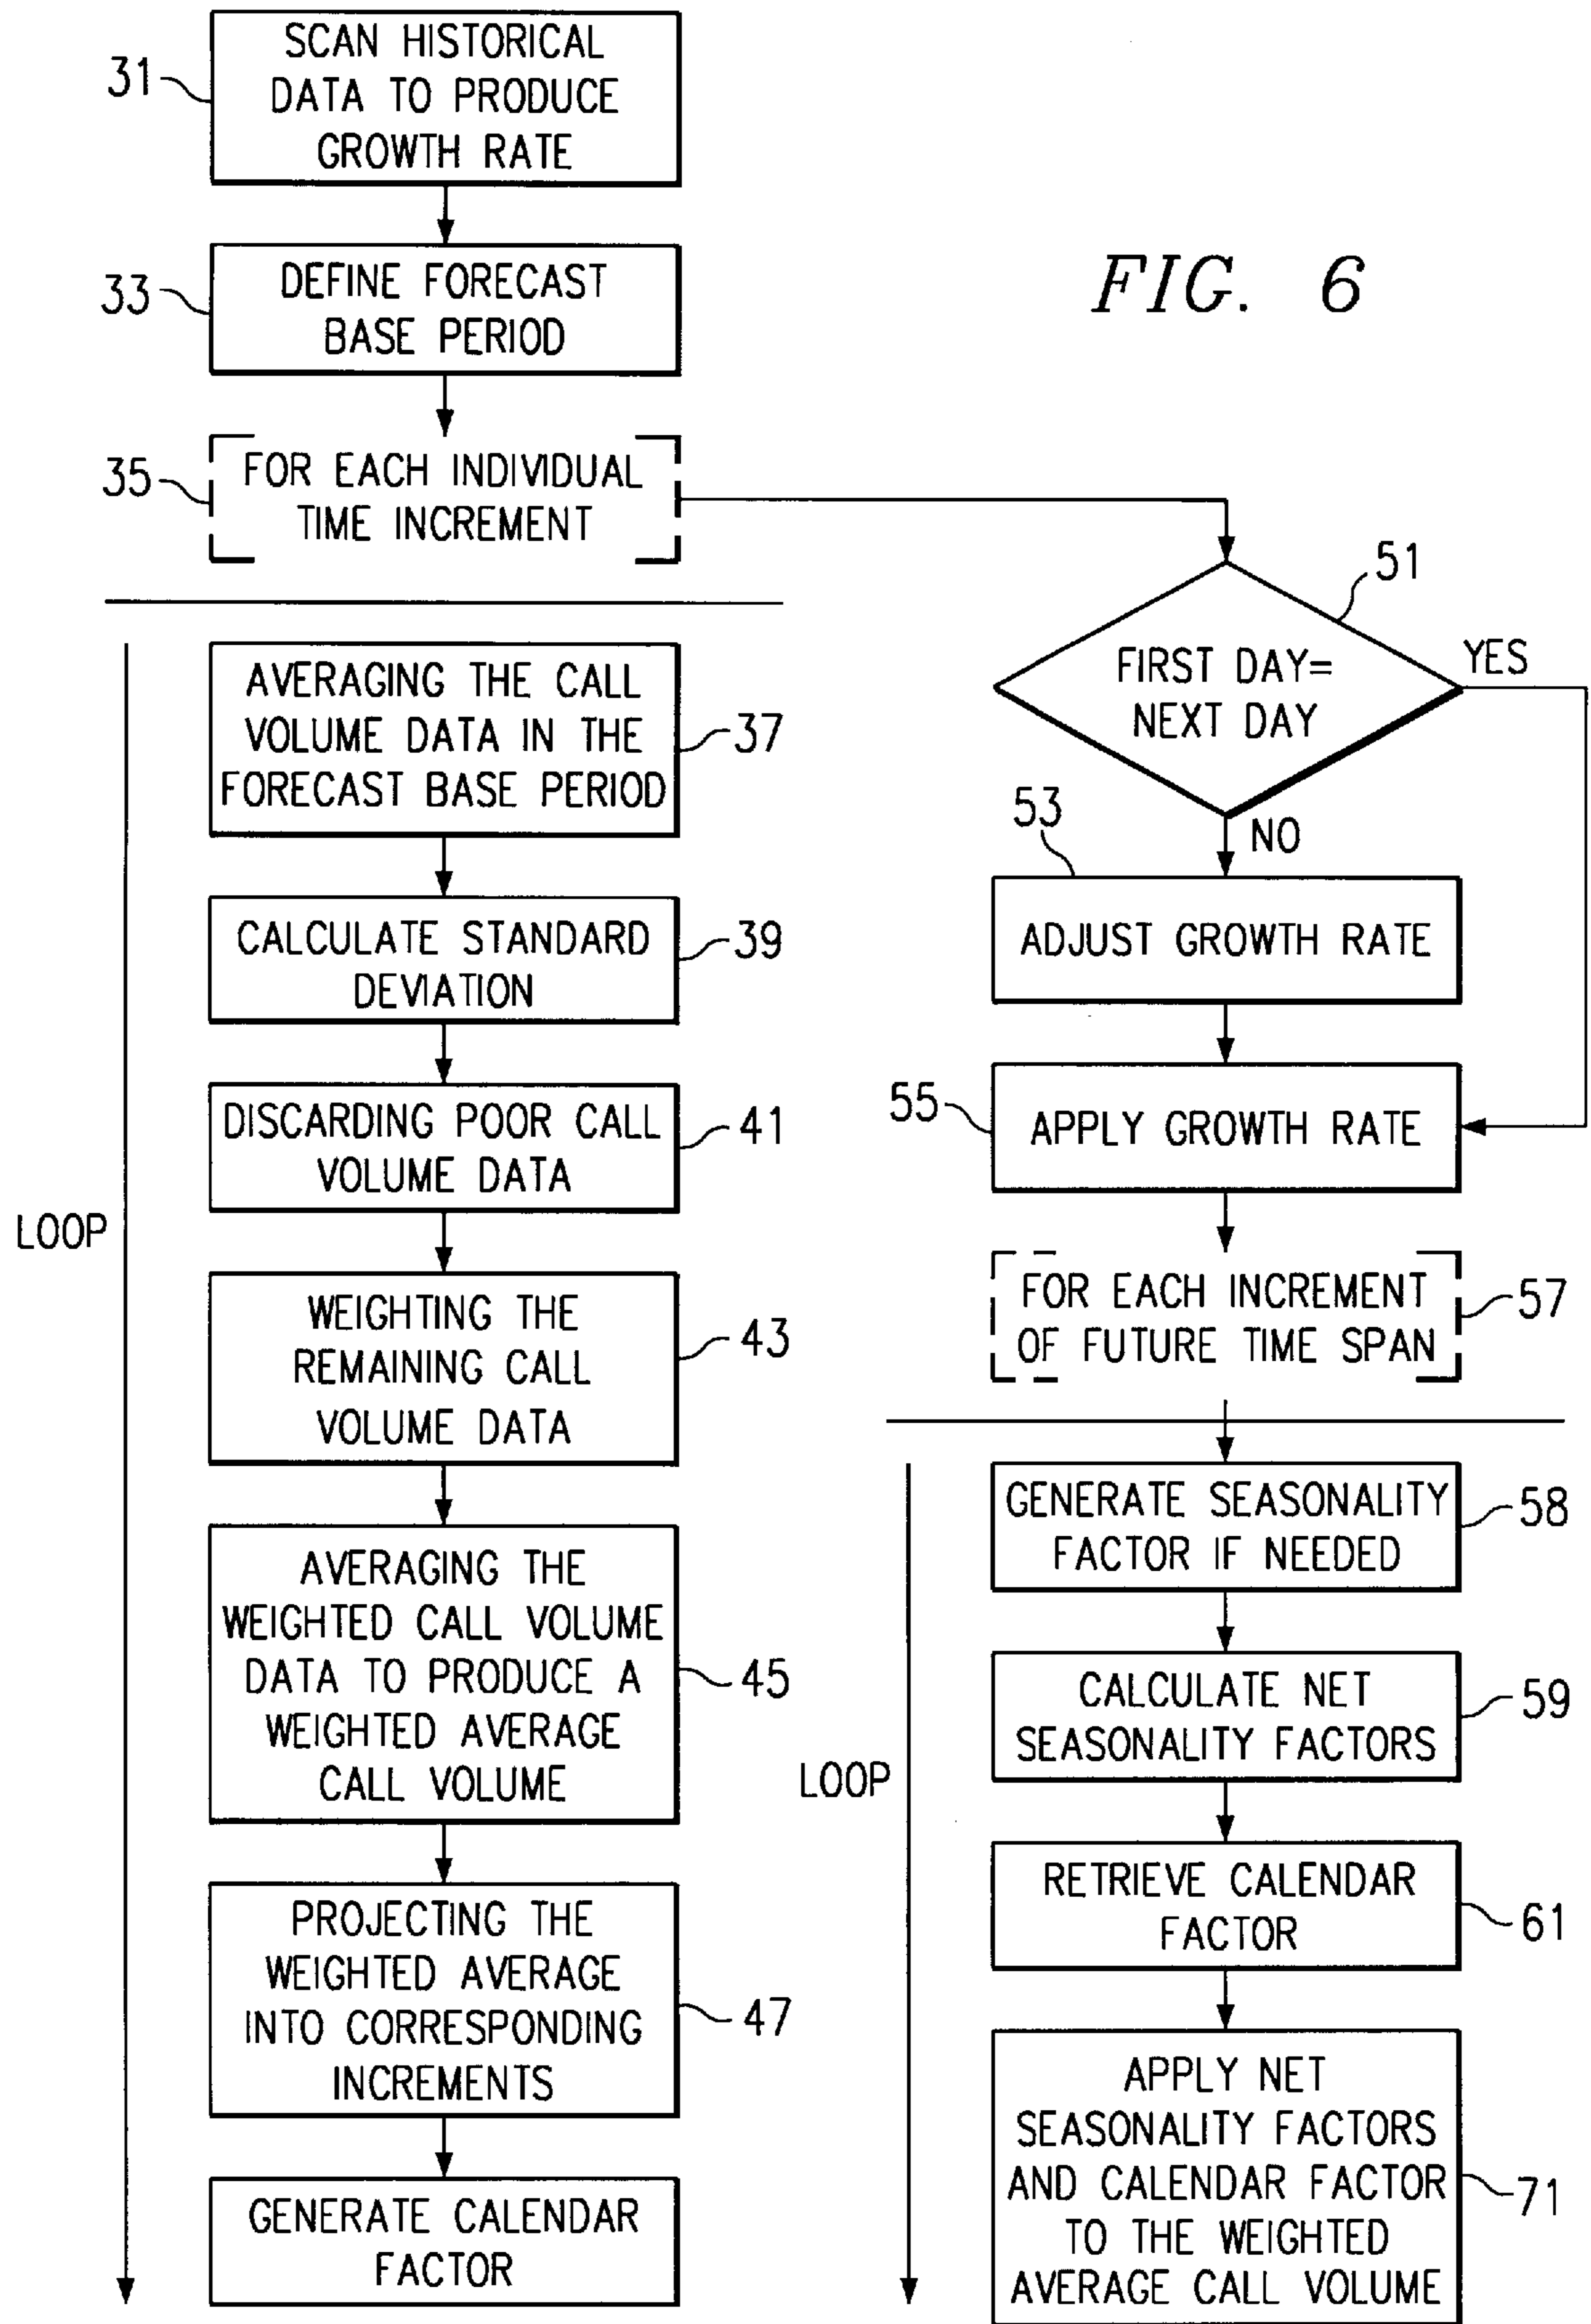 SCAN HISTORICAL
DATA TO PRODUCE
GROWTH RATE
31
DEFINE FORECAST
BASE PERIOD
33
FIG. 6
FOR EACH INDIVIDUAL
TIME INCREMENT
35
LOOP
AVERAGING THE CALL
VOLUME DATA IN THE
FORECAST BASE PERIOD
37
CALCULATE STANDARD
DEVIATION
39
DISCARDING POOR CALL
VOLUME DATA
41
WEIGHTING THE
REMAINING CALL
VOLUME DATA
43
AVERAGING THE
WEIGHTED CALL VOLUME
DATA TO PRODUCE A
WEIGHTED AVERAGE
CALL VOLUME
45
PROJECTING THE
WEIGHTED AVERAGE
INTO CORRESPONDING
INCREMENTS
47
GENERATE CALENDAR
FACTOR
51
FIRST DAY=
NEXT DAY
YES
NO
53
ADJUST GROWTH RATE
55
APPLY GROWTH RATE
FOR EACH INCREMENT
OF FUTURE TIME SPAN
57
LOOP
GENERATE SEASONALITY
FACTOR IF NEEDED
58
CALCULATE NET
SEASONALITY FACTORS
59
RETRIEVE CALENDAR
FACTOR
61
APPLY NET
SEASONALITY FACTORS
AND CALENDAR FACTOR
TO THE WEIGHTED
AVERAGE CALL VOLUME
71